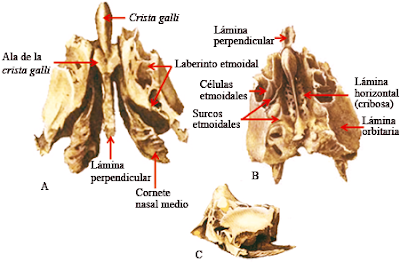 Crista galli
Ala de la
crista galli
Laberinto etmoidal
Lámina
perpendicular
Cornete
nasal medio
A
Lámina
perpendicular
Células
etmoidales
Surcos
etmoidales
Lámina
horizontal
(cribosa)
Lámina
orbitaria
B
C